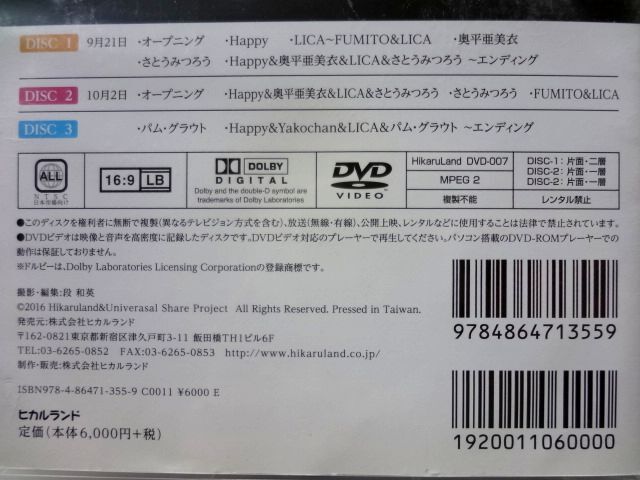 DISC 1 9月21日 ・オープニング ・Happy ・LICA~FUMITO&LICA ・奥平亜美衣
・さとうみつろう ・Happy&奥平亜美衣&LICA&さとうみつろう ~エンディング
DISC 2 10月2日 ・オープニング ・Happy&奥平亜美衣&LICA&さとうみつろう ・さとうみつろう ・FUMITO&LICA
DISC 3 ・パム・グラウト ・Happy&Yakochan&LICA&パム・グラウト ~エンディング
ALL
NTSC
日本市場向け
16:9 LB
DOLBY
DIGITAL
Dolby and the double-D symbol are
trademarks of Dolby Laboratories
DVD
VIDEO
HikaruLand DVD-007
MPEG 2
複製不能
DISC-1: 片面・二層
DISC-2: 片面・一層
DISC-2: 片面・一層
レンタル禁止
●このディスクを権利者に無断で複製(異なるテレビジョン方式を含む)、放送(無線・有線)、公開上映、レンタルなどに使用することは法律で禁止されています。
●DVDビデオは映像と音声を高密度に記録したディスクです。DVDビデオ対応のプレーヤーで再生してください。パソコン搭載のDVD-ROMプレーヤーでの
動作は保証しておりません。
※ドルビーは、Dolby Laboratories Licensing Corporationの登録商標です。
撮影・編集:段 和英
©2016 Hikaruland&Univerasal Share Project All Rights Reserved. Pressed in Taiwan.
発売元:株式会社ヒカルランド
〒162-0821 東京都新宿区津久戸町3-11 飯田橋TH1ビル6F
TEL:03-6265-0852 FAX:03-6265-0853 http://www.hikaruland.co.jp/
制作・販売:株式会社ヒカルランド
ISBN978-4-86471-355-9 C0011 ¥6000 E
ヒカルランド
定価(本体6,000円+税)
9784864713559
1920011060000